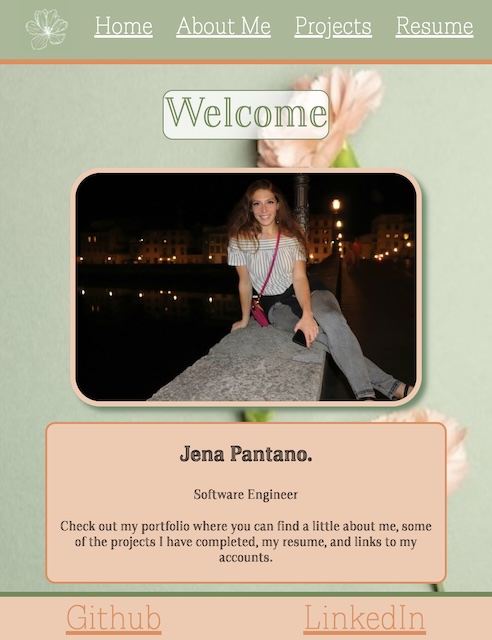 Home About Me Projects Resume
Welcome
Jena Pantano.
Software Engineer
Check out my portfolio where you can find a little about me, some
of the projects I have completed, my resume, and links to my
accounts.
Github LinkedIn